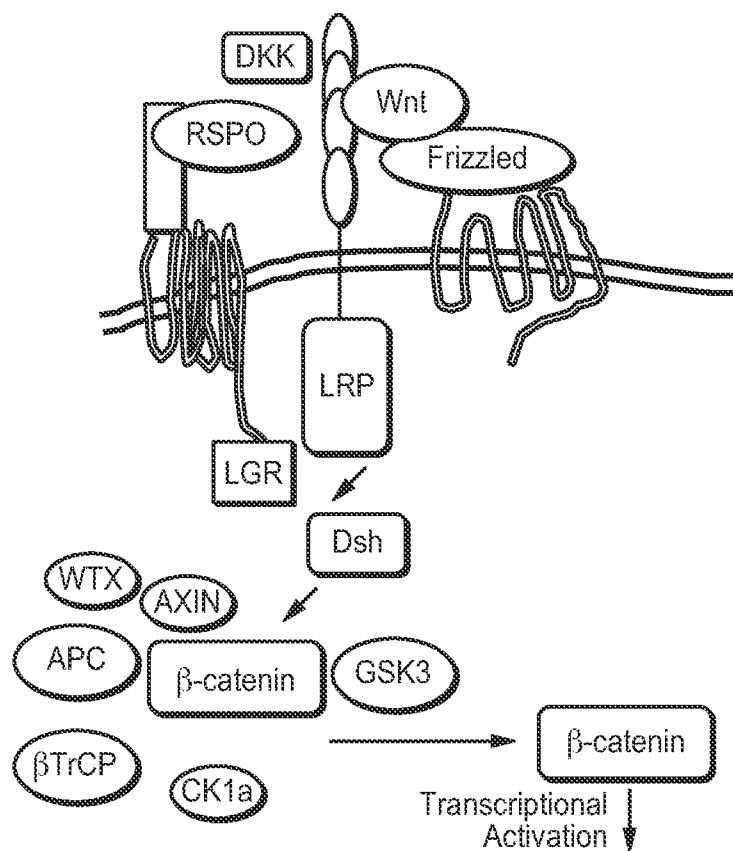 DKK
Wnt
RSPO
Frizzled
LRP
LGR
Dsh
WTX
AXIN
APC
β-catenin
GSK3
βTrCP
CK1a
β-catenin
Transcriptional
Activation